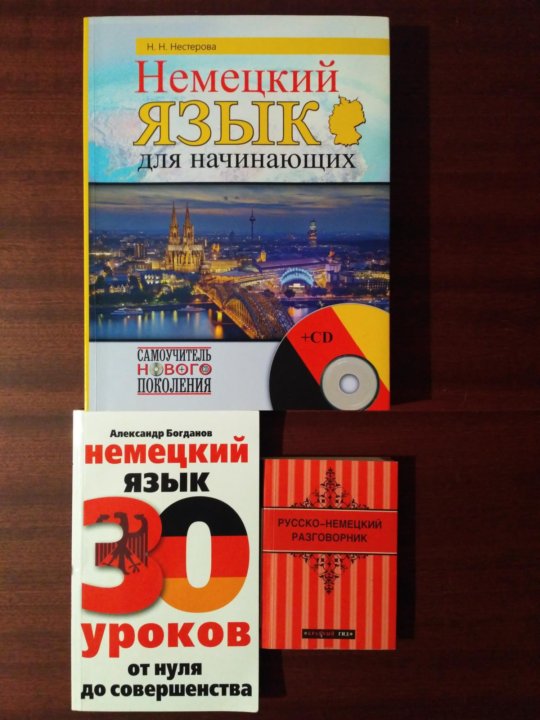 Н. Н. Нестерова
Немецкий
ЯЗЫК
для начинающих
+CD
САМОУЧИТЕЛЬ
НОВОГО
ПОКОЛЕНИЯ
Александр Богданов
немецкий
язык
30
уроков
от нуля
до совершенства
РУССКО-НЕМЕЦКИЙ
РАЗГОВОРНИК
ГИД